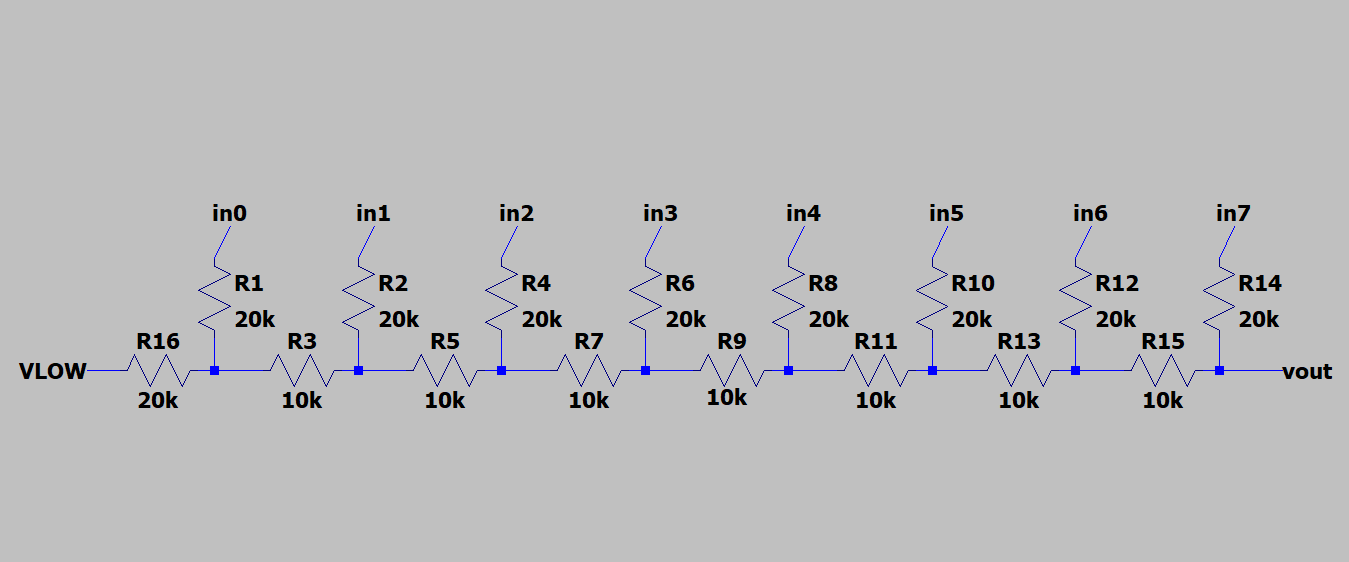 in0 in1 in2 in3 in4 in5 in6 in7
R1 R2 R4 R6 R8 R10 R12 R14
20k 20k 20k 20k 20k 20k 20k 20k
R16 R3 R5 R7 R9 R11 R13 R15
VLOW vout
20k 10k 10k 10k 10k 10k 10k 10k